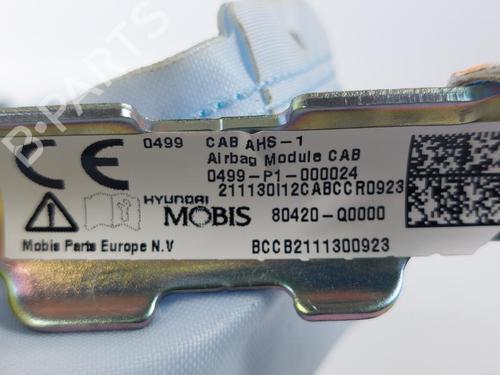 B-PARTS
CE
0499
CAB AHS-1
Airbag Module CAB
0499-P1-000024
211130I12CABCCR0923
HYUNDAI
MOBIS
80420-Q0000
Mobis Parts Europe N.V
BCCB2111300923